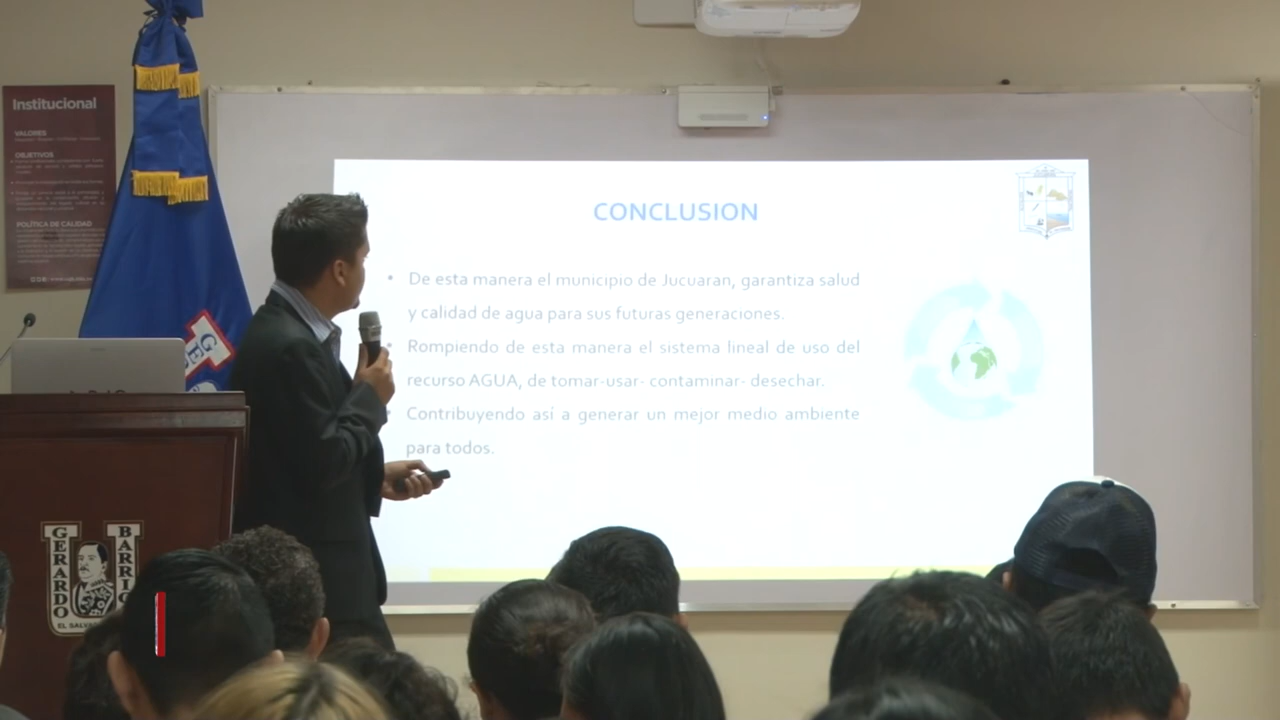 Institucional
VALORES
OBJETIVOS
POLÍTICA DE CALIDAD
CONCLUSION
• De esta manera el municipio de Jucuaran, garantiza salud
y calidad de agua para sus futuras generaciones.
• Rompiendo de esta manera el sistema lineal de uso del
recurso AGUA, de tomar-usar- contaminar- desechar.
• Contribuyendo así a generar un mejor medio ambiente
para todos.
GERARDO
BARRIO
EL SALVA